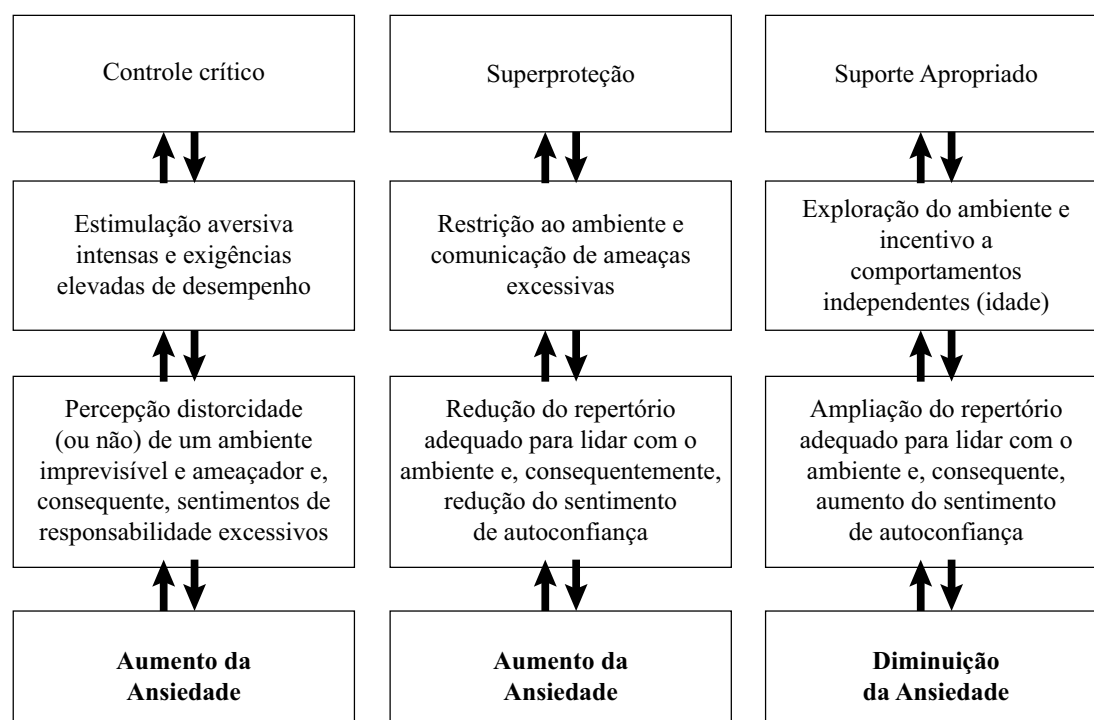 Controle crítico
Estimulação aversiva
intensas e exigências
elevadas de desempenho
Percepção distorcidade
(ou não) de um ambiente
imprevisível e ameaçador e,
consequente, sentimentos de
responsabilidade excessivos
Aumento da
Ansiedade
Superproteção
Restrição ao ambiente e
comunicação de ameaças
excessivas
Redução do repertório
adequado para lidar com o
ambiente e, consequentemente,
redução do sentimento
de autoconfiança
Aumento da
Ansiedade
Suporte Apropriado
Exploração do ambiente e
incentivo a
comportamentos
independentes (idade)
Ampliação do repertório
adequado para lidar com o
ambiente e, consequente,
aumento do sentimento
de autoconfiança
Diminuição
da Ansiedade